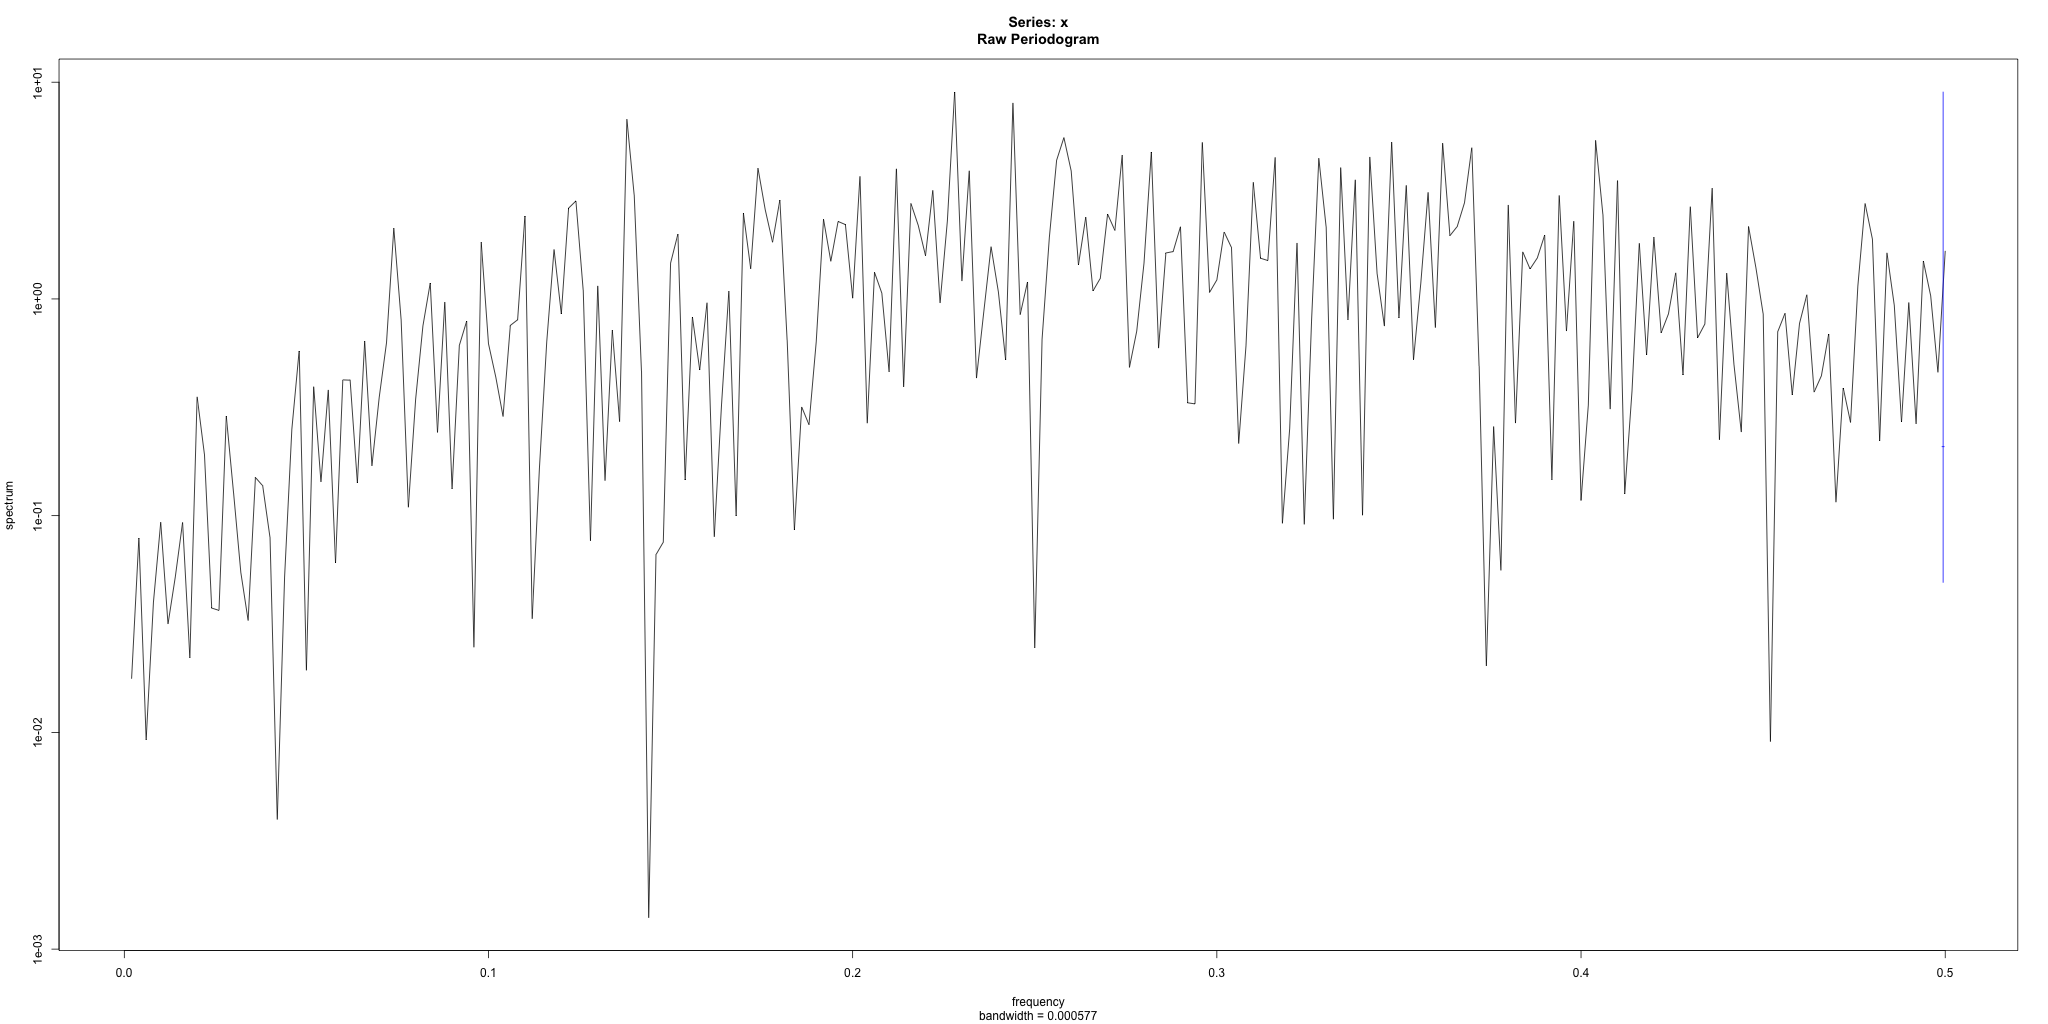 Series: x
Raw Periodogram
1e+01
1e+00
1e-01
1e-02
1e-03
spectrum
0.0 0.1 0.2 0.3 0.4 0.5
frequency
bandwidth = 0.000577